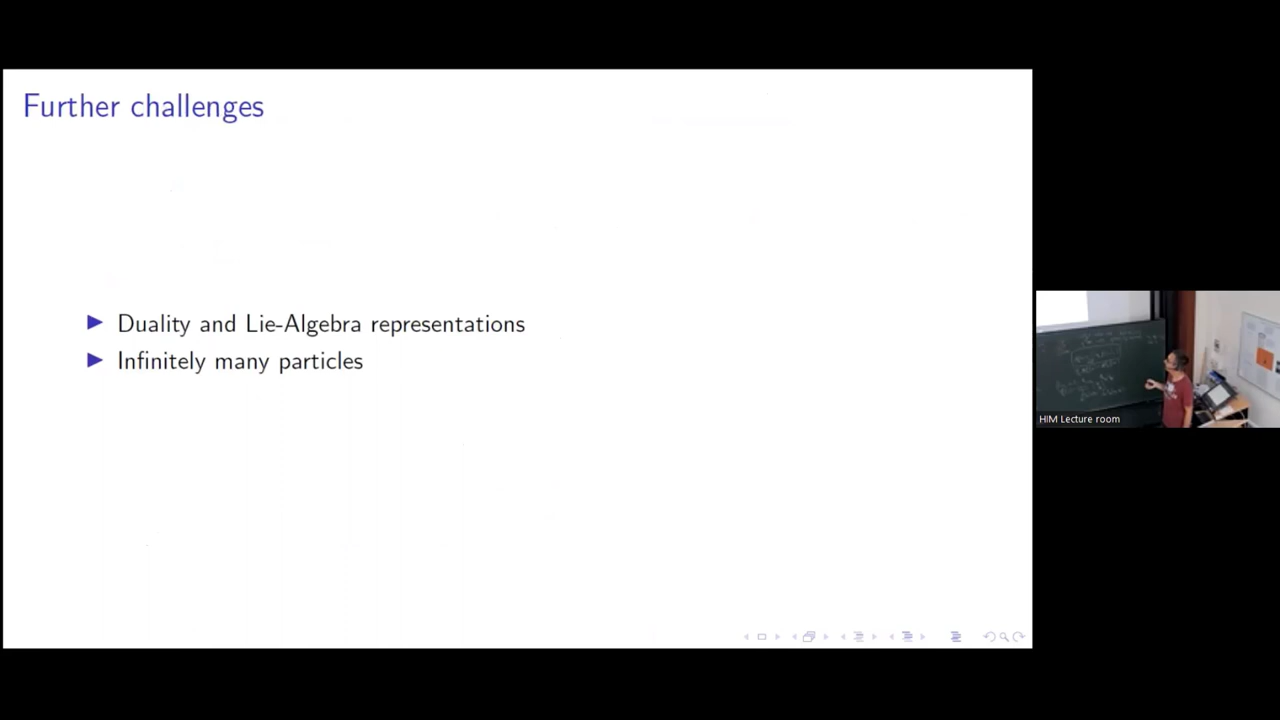 Further challenges
Duality and Lie-Algebra representations
Infinitely many particles
HIM Lecture room